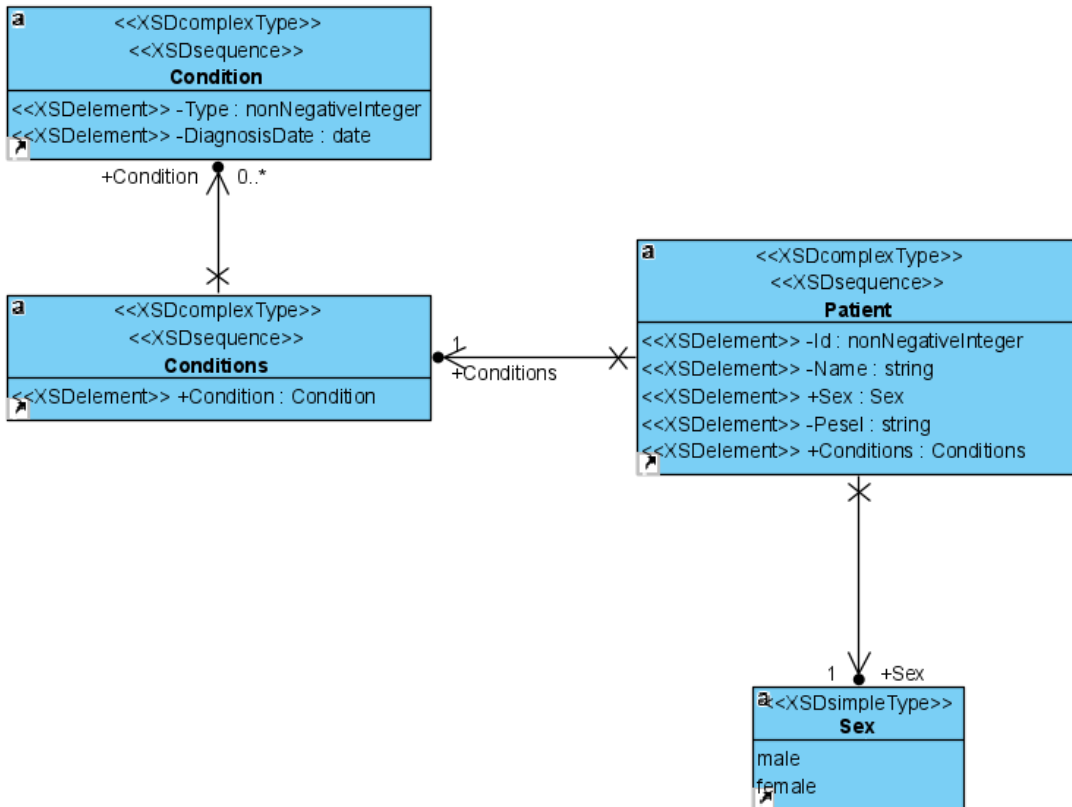 a
<<XSDcomplexType>>
<<XSDsequence>>
Condition
<<XSDelement>> -Type : nonNegativeInteger
<<XSDelement>> -DiagnosisDate : date
+Condition 0..*
a
<<XSDcomplexType>>
<<XSDsequence>>
Conditions
<<XSDelement>> +Condition : Condition
1
+Conditions
a
<<XSDcomplexType>>
<<XSDsequence>>
Patient
<<XSDelement>> -Id : nonNegativeInteger
<<XSDelement>> -Name : string
<<XSDelement>> +Sex : Sex
<<XSDelement>> -Pesel : string
<<XSDelement>> +Conditions : Conditions
1 +Sex
a
<<XSDsimpleType>>
Sex
male
female